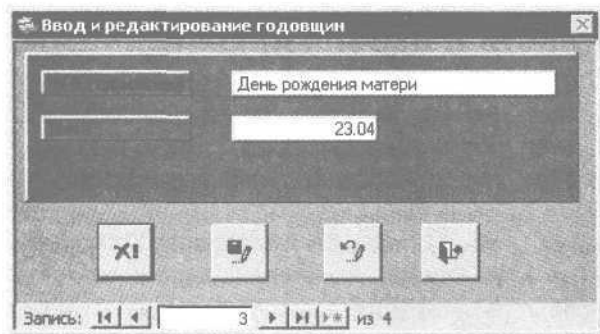 Ввод и редактирование годовщин
День рождения матери
23.04
Запись: 3 из 4